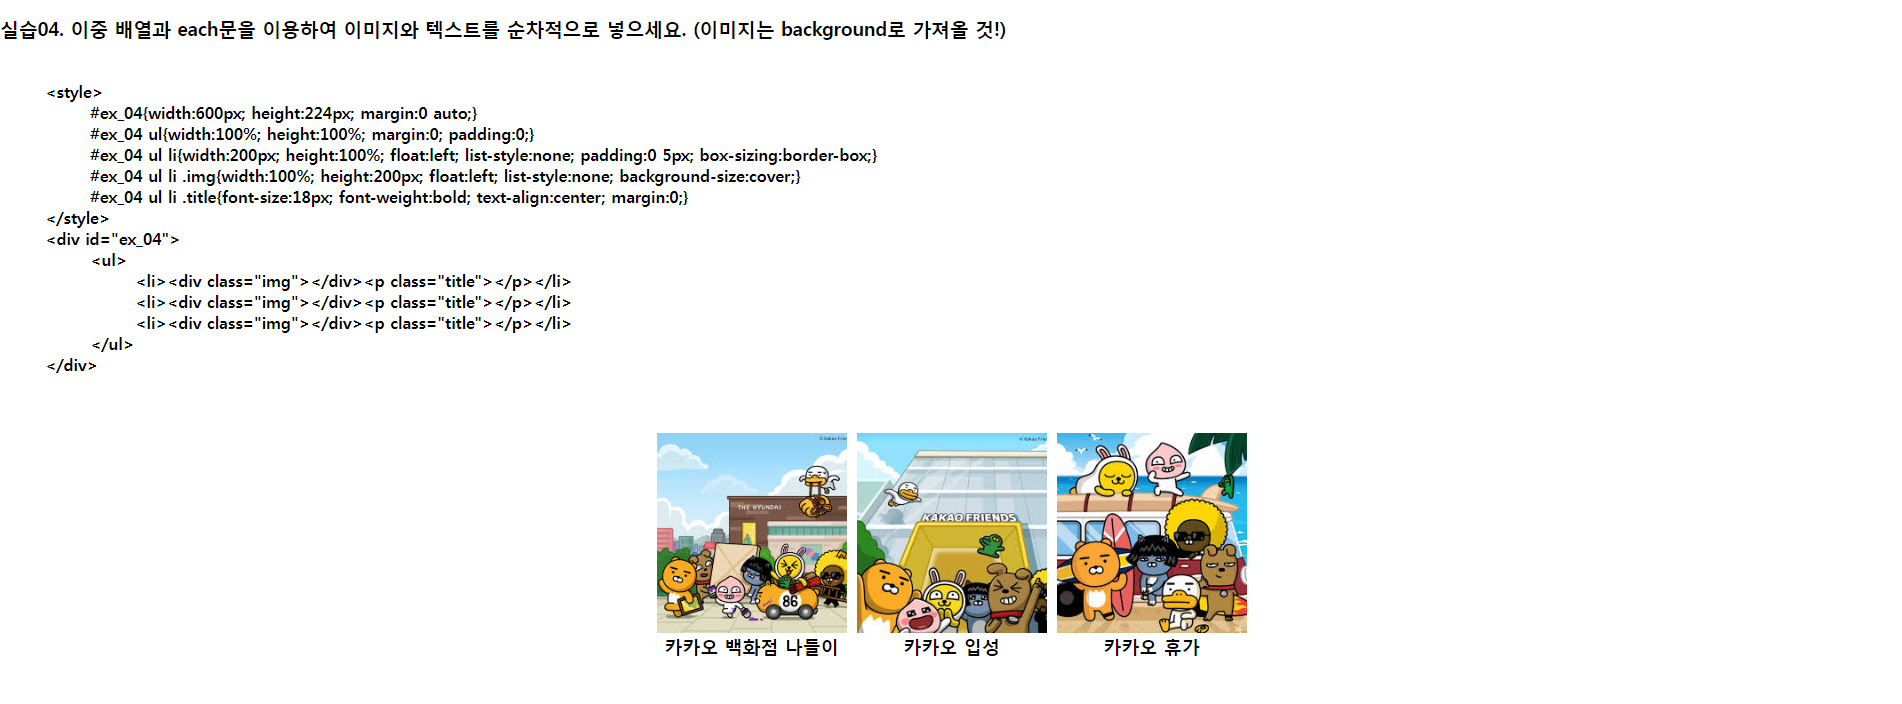 실습04. 이중 배열과 each문을 이용하여 이미지와 텍스트를 순차적으로 넣으세요. (이미지는 background로 가져올 것!)
<style>
#ex_04{width:600px; height:224px; margin:0 auto;}
#ex_04 ul{width:100%; height:100%; margin:0; padding:0;}
#ex_04 ul li{width:200px; height:100%; float:left; list-style:none; padding:0 5px; box-sizing:border-box;}
#ex_04 ul li .img{width:100%; height:200px; float:left; list-style:none; background-size:cover;}
#ex_04 ul li .title{font-size:18px; font-weight:bold; text-align:center; margin:0;}
</style>
<div id="ex_04">
<ul>
<li><div class="img"></div><p class="title"></p></li>
<li><div class="img"></div><p class="title"></p></li>
<li><div class="img"></div><p class="title"></p></li>
</ul>
</div>
THE HYUNDAI
86
KAKAO FRIENDS
카카오 백화점 나들이
카카오 입성
카카오 휴가